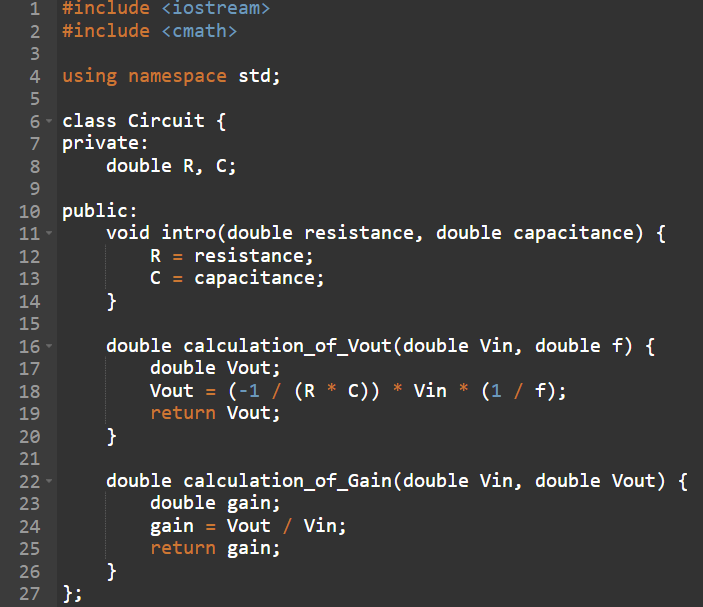 1 #include <iostream>
2 #include <cmath>
3
4 using namespace std;
5
6 class Circuit {
7 private:
8     double R, C;
9
10 public:
11     void intro(double resistance, double capacitance) {
12         R = resistance;
13         C = capacitance;
14     }
15
16     double calculation_of_Vout(double Vin, double f) {
17         double Vout;
18         Vout = (-1 / (R * C)) * Vin * (1 / f);
19         return Vout;
20     }
21
22     double calculation_of_Gain(double Vin, double Vout) {
23         double gain;
24         gain = Vout / Vin;
25         return gain;
26     }
27 };